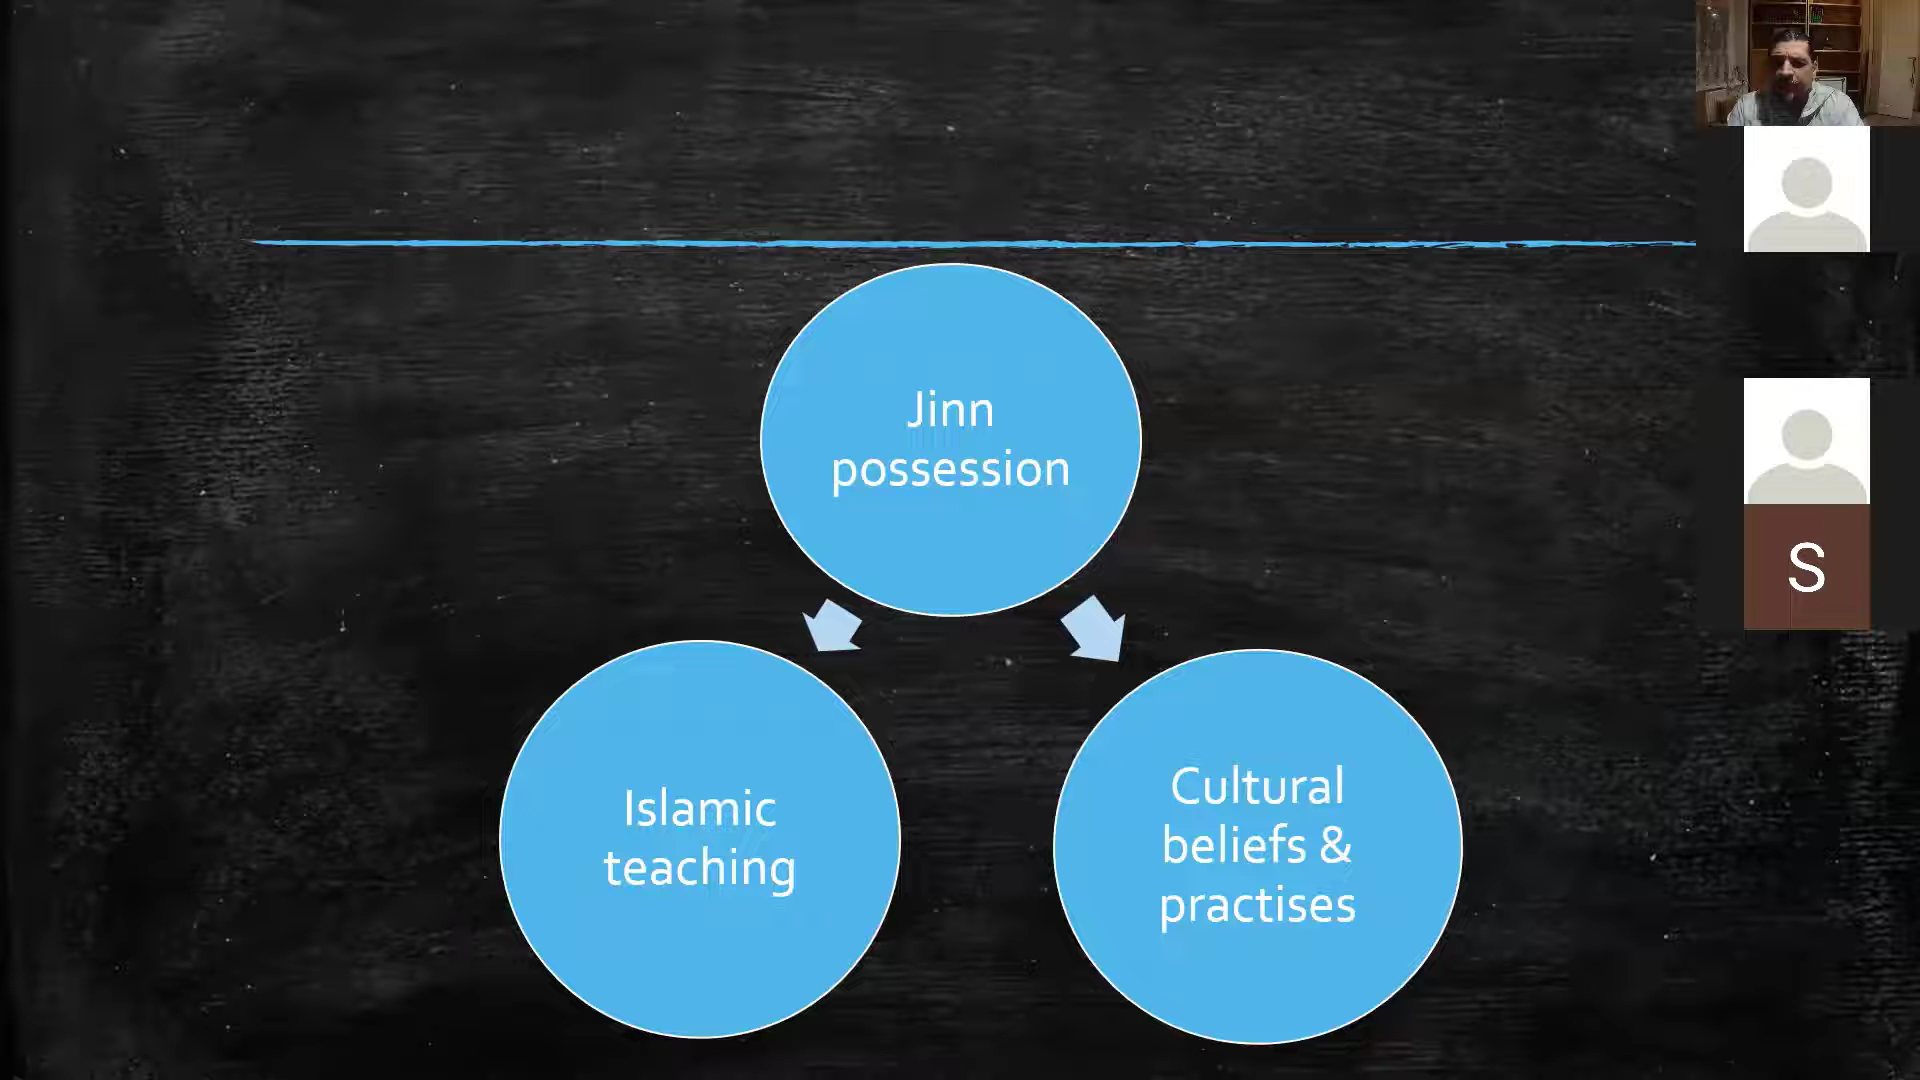 Jinn
possession
Islamic
teaching
Cultural
beliefs &
practises
S